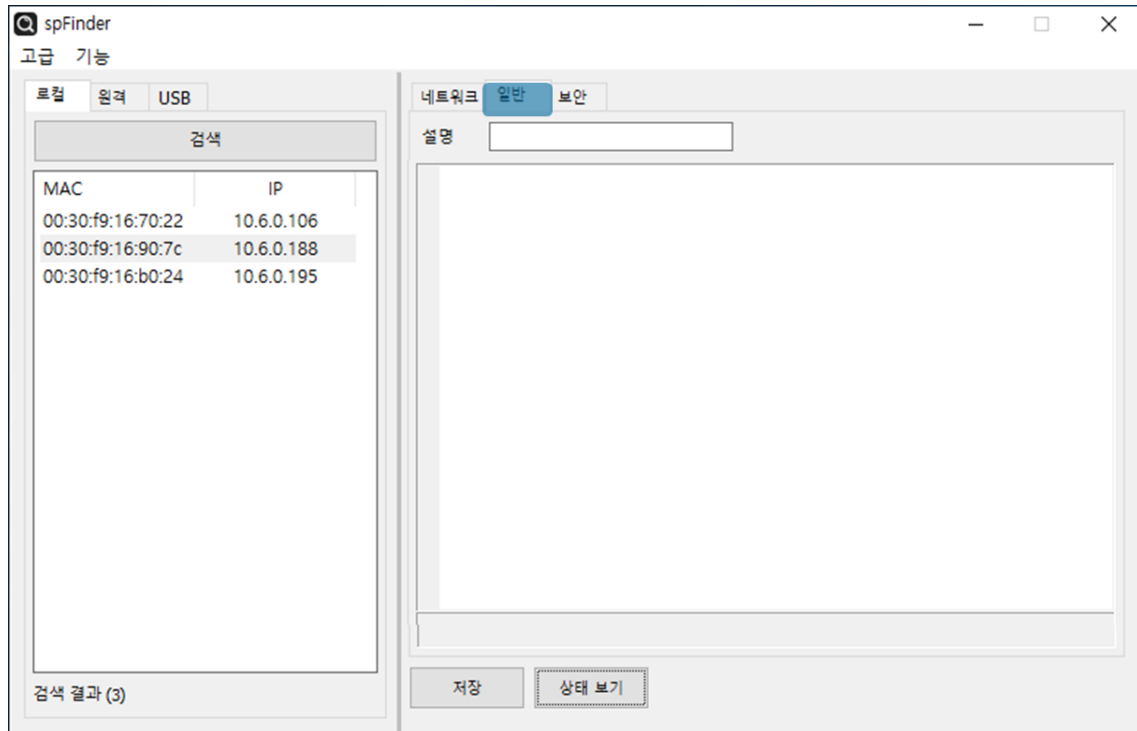 spFinder
고급 기능
로컬 원격 USB
검색
MAC IP
00:30:f9:16:70:22 10.6.0.106
00:30:f9:16:90:7c 10.6.0.188
00:30:f9:16:b0:24 10.6.0.195
검색 결과 (3)
네트워크 일반 보안
설명
저장 상태 보기